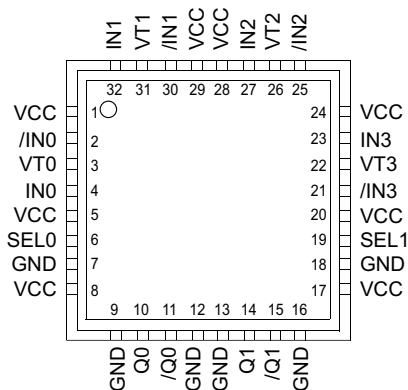 IN1 VT1 /IN1 VCC VCC IN2 VT2 /IN2
32 31 30 29 28 27 26 25
VCC 1 24 VCC
/IN0 2 23 IN3
VT0 3 22 VT3
IN0 4 21 /IN3
VCC 5 20 VCC
SEL0 6 19 SEL1
GND 7 18 GND
VCC 8 17 VCC
9 10 11 12 13 14 15 16
GND Q0 /Q0 GND GND Q1 /Q1 GND